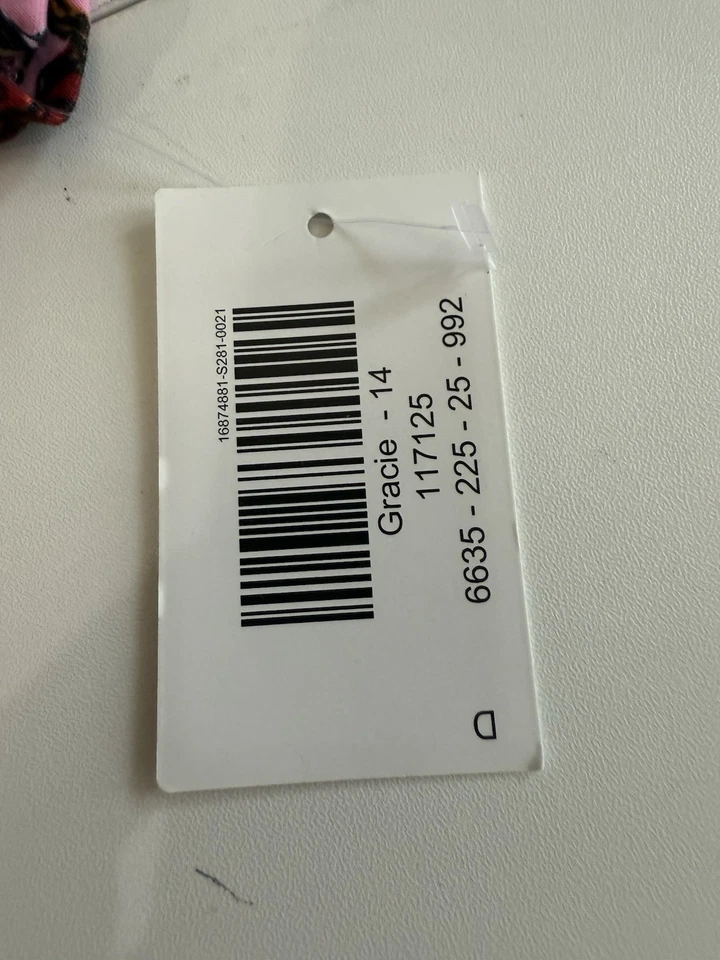 16874881-S281-0021
Gracie - 14
117125
6635 - 225 - 25 - 992
D